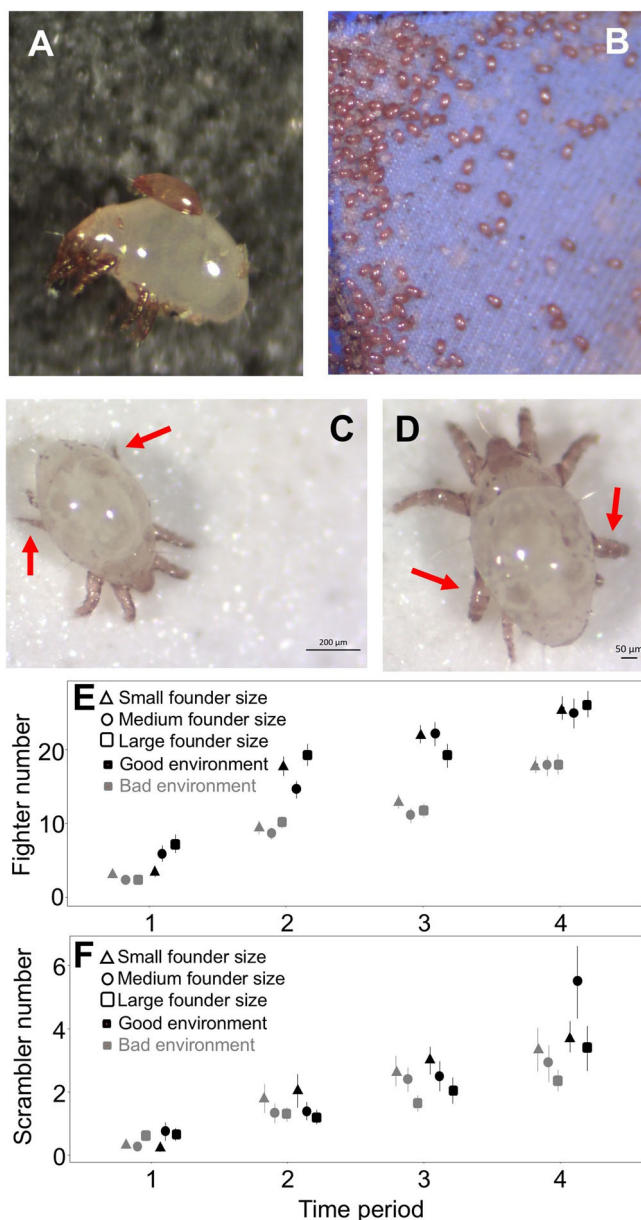 A
B
C
200 µm
D
50 µm
E
Small founder size
Medium founder size
Large founder size
Good environment
Bad environment
Fighter number
20
10
0
1 2 3 4
F
Small founder size
Medium founder size
Large founder size
Good environment
Bad environment
Scrambler number
6
4
2
0
1 2 3 4
Time period